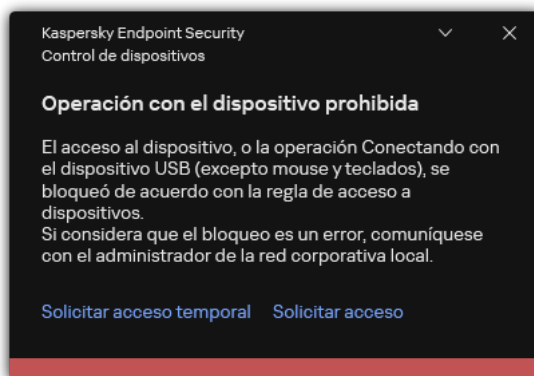 Kaspersky Endpoint Security
Control de dispositivos
Operación con el dispositivo prohibida
El acceso al dispositivo, o la operación Conectando con
el dispositivo USB (excepto mouse y teclados), se
bloqueó de acuerdo con la regla de acceso a
dispositivos.
Si considera que el bloqueo es un error, comuníquese
con el administrador de la red corporativa local.
Solicitar acceso temporal Solicitar acceso